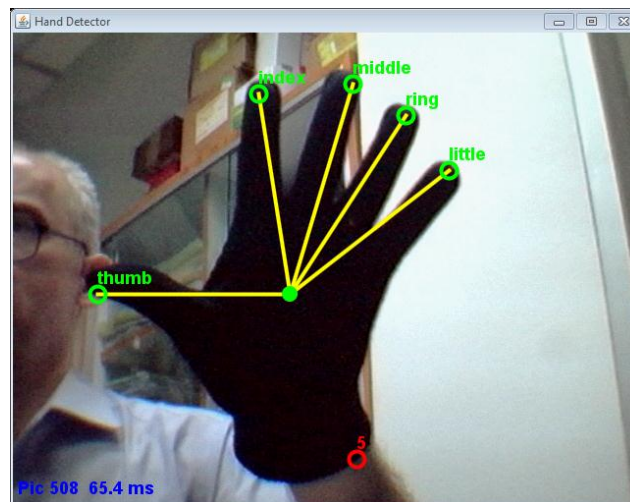 Hand Detector
index
middle
ring
little
thumb
5
Pic 508 65.4 ms